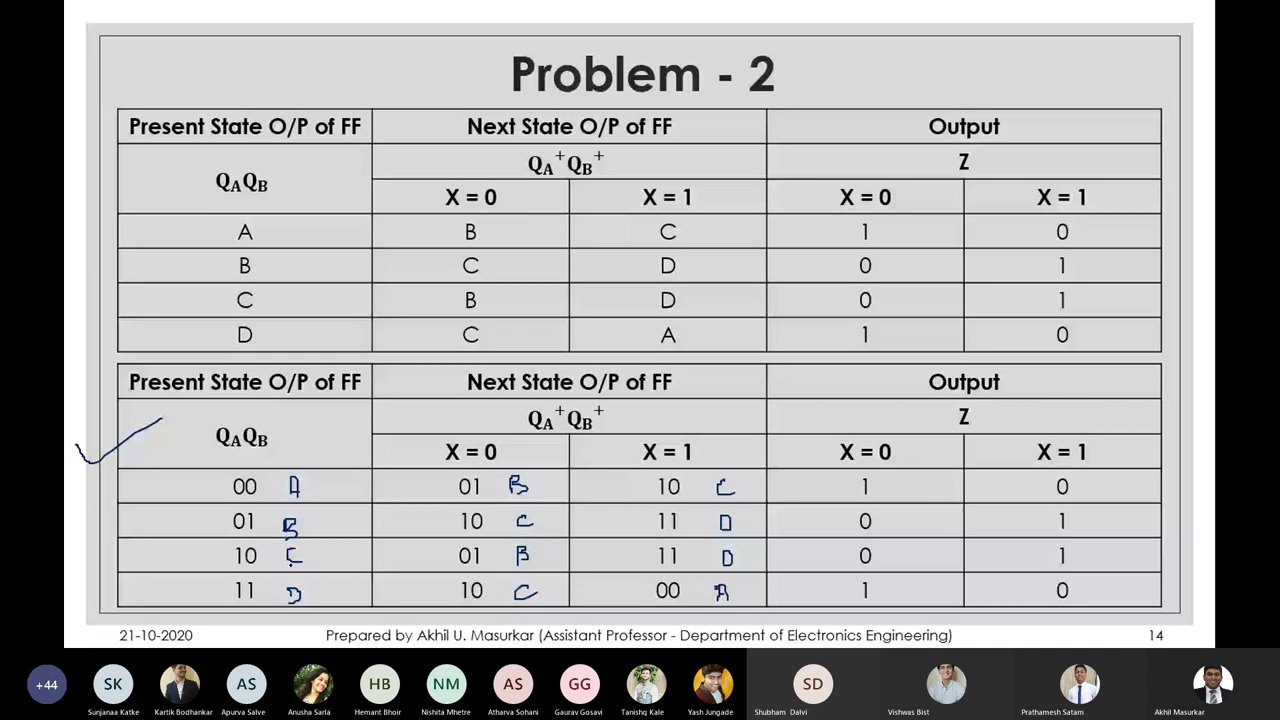 Problem - 2
Present State O/P of FF Next State O/P of FF Output
QAQB QA+QB+ Z
X = 0 X = 1 X = 0 X = 1
A B C 1 0
B C D 0 1
C B D 0 1
D C A 1 0
Present State O/P of FF Next State O/P of FF Output
QAQB QA+QB+ Z
X = 0 X = 1 X = 0 X = 1
00 A 01 B 10 C 1 0
01 B 10 C 11 D 0 1
10 C 01 B 11 D 0 1
11 D 10 C 00 A 1 0
21-10-2020 Prepared by Akhil U. Masurkar (Assistant Professor - Department of Electronics Engineering) 14
+44 SK AS HB NM AS GG SD
Sunjanaa Katke Kartik Bodhankar Apurva Salve Anusha Sarla Hemant Bhoir Nishita Mhetre Atharva Sohani Gaurav Gosavi Tanishq Kale Yash Jungade Shubham Dalvi Vishwas Bist Prathamesh Satam Akhil Masurkar